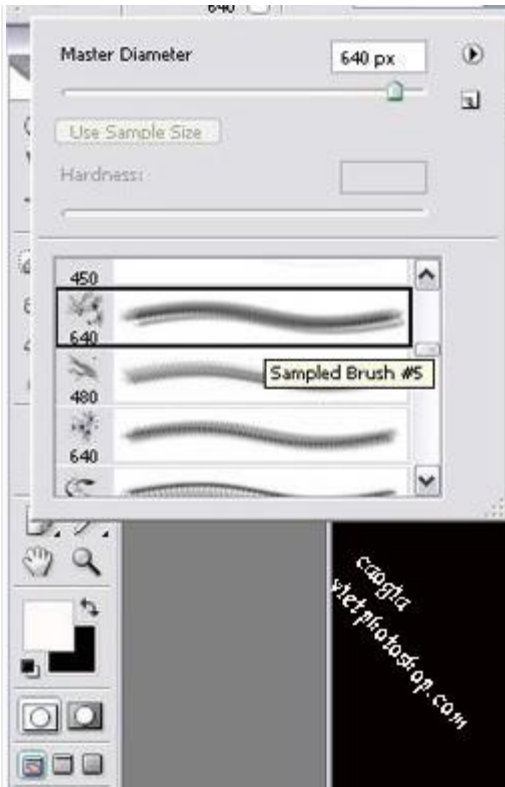 640
Master Diameter
640 px
Use Sample Size
Hardness:
450
640
Sampled Brush #5
480
640
caogia
vietphotoshop.com